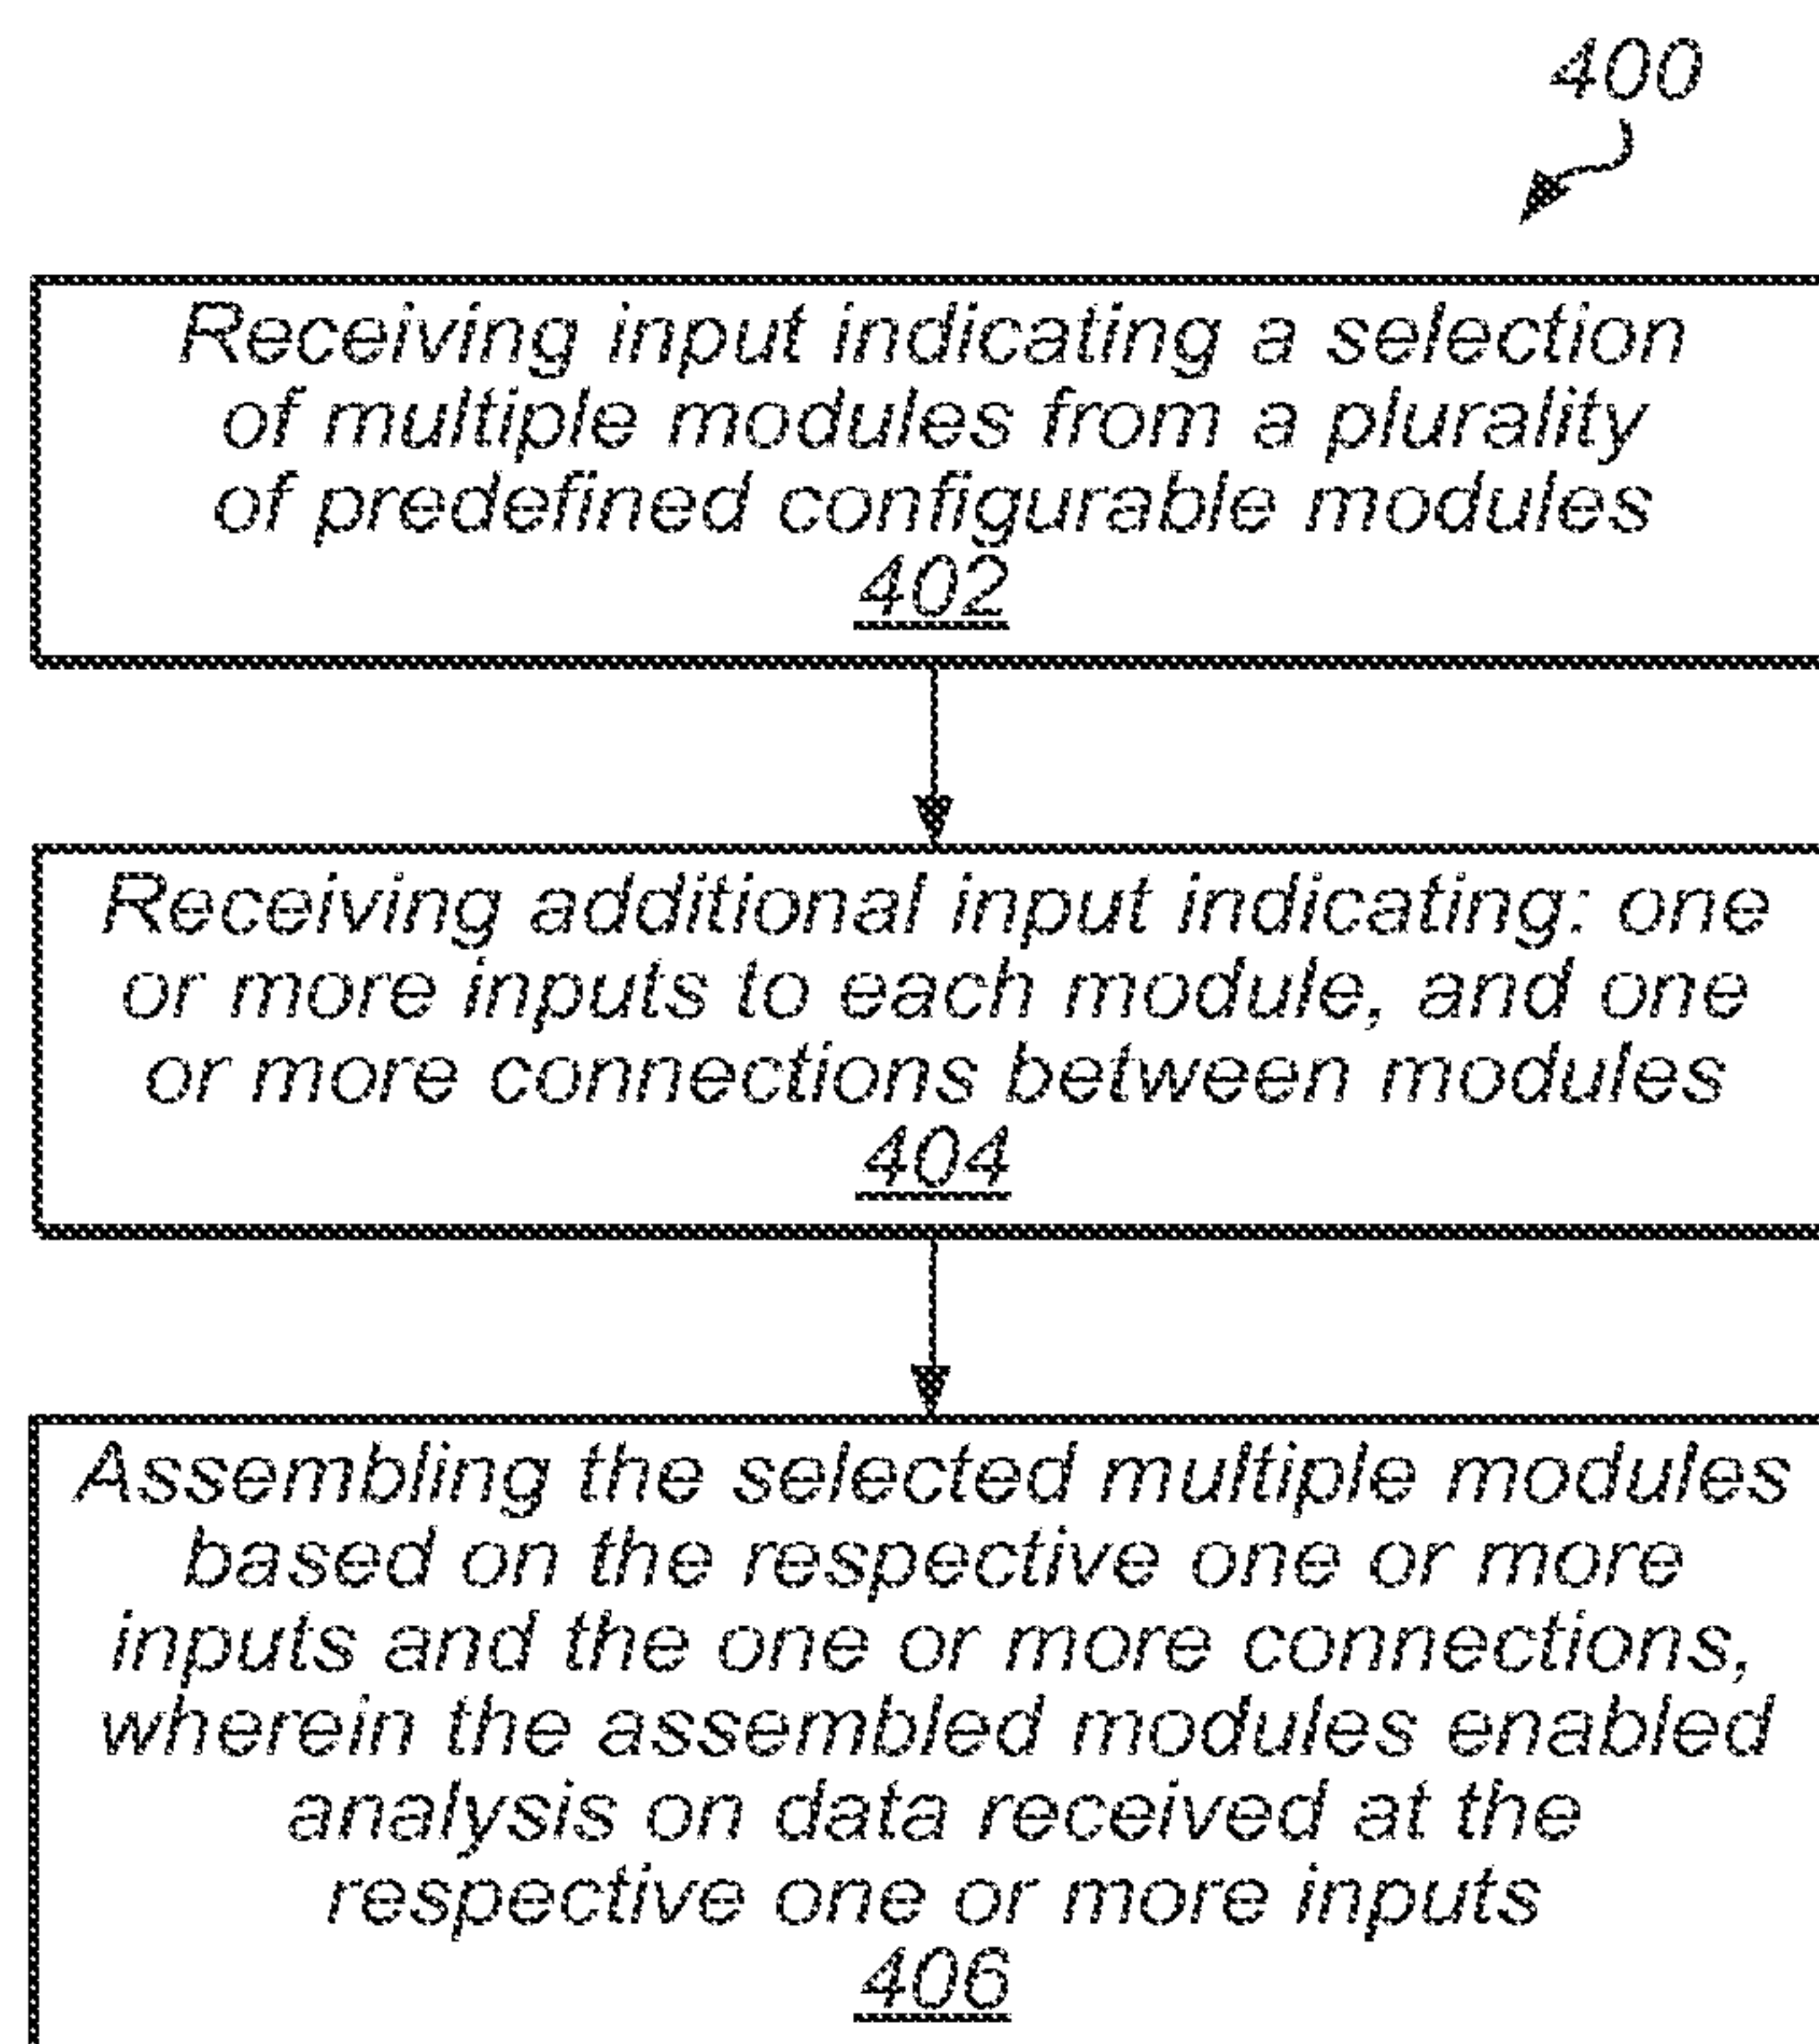 400
Receiving input indicating a selection
of multiple modules from a plurality
of predefined configurable modules
402
Receiving additional input indicating: one
or more inputs to each module, and one
or more connections between modules
404
Assembling the selected multiple modules
based on the respective one or more
inputs and the one or more connections,
wherein the assembled modules enabled
analysis on data received at the
respective one or more inputs
406